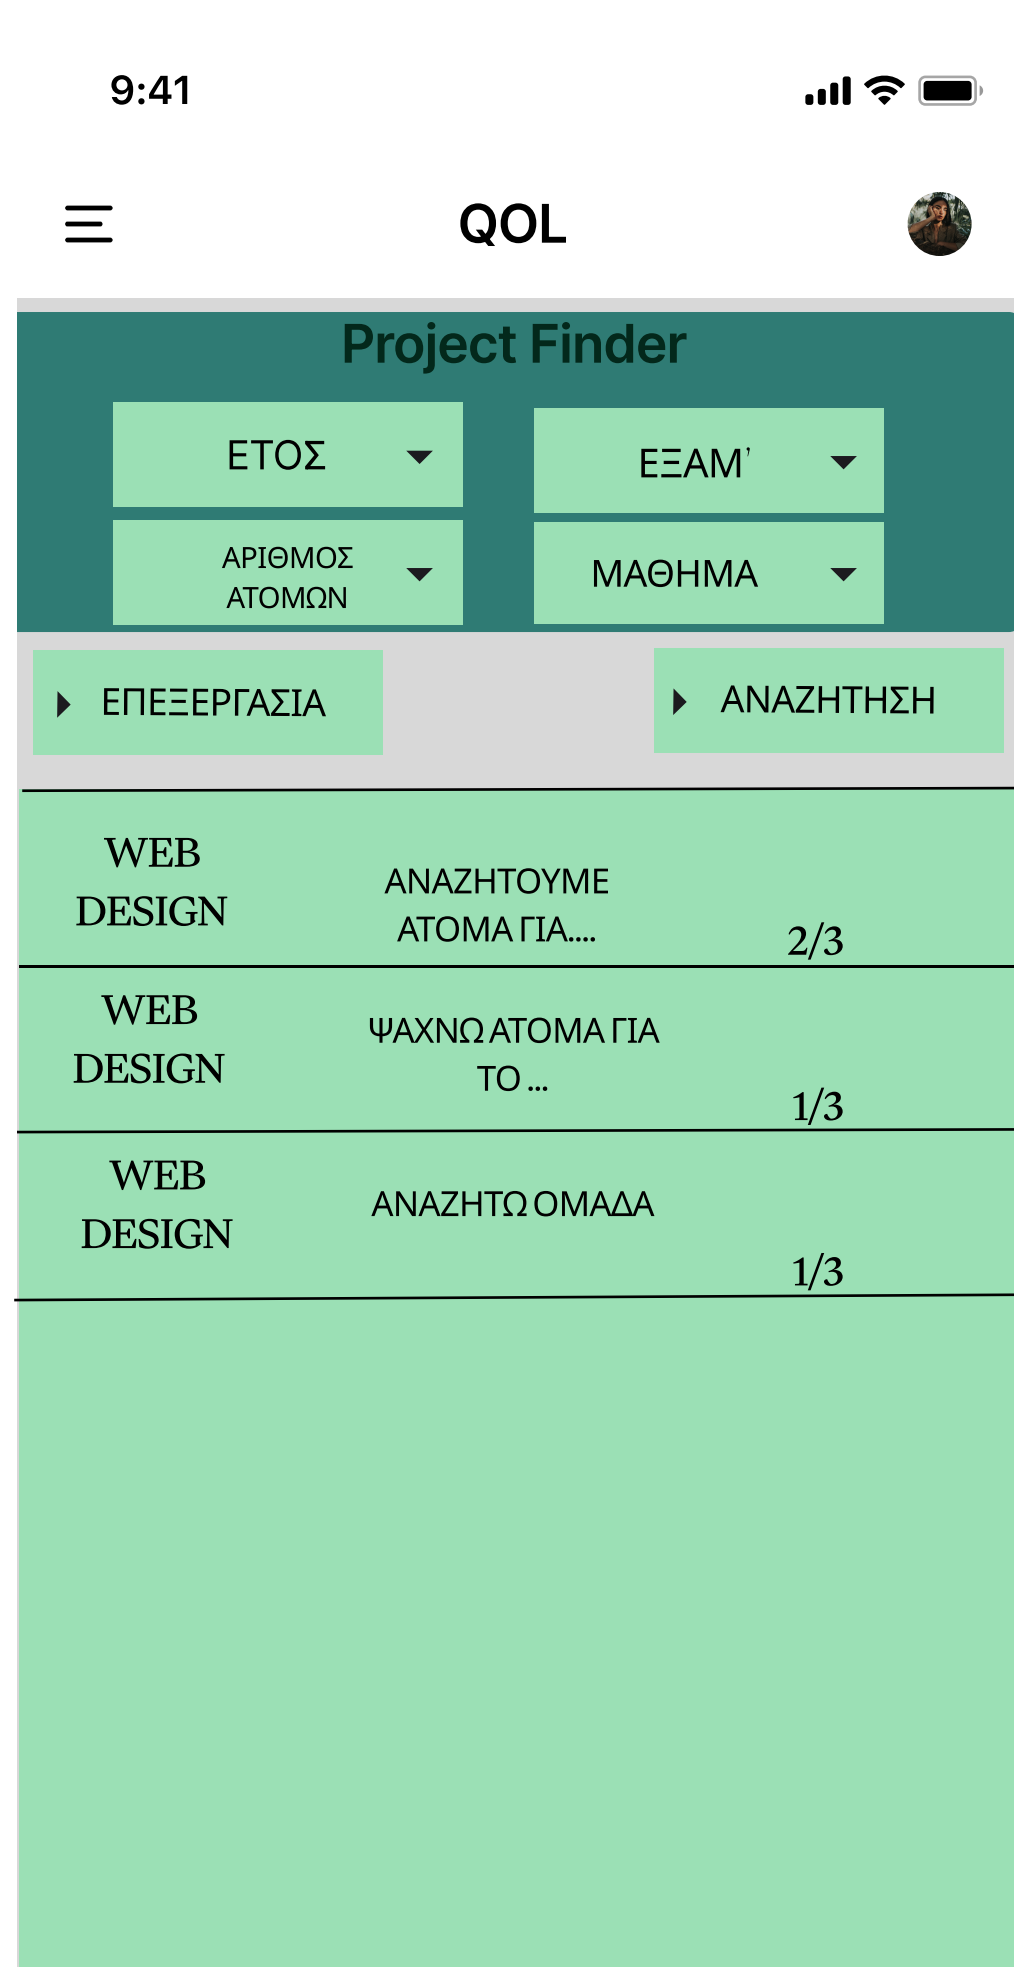 9:41
QOL
Project Finder
ΕΤΟΣ
ΕΞΑΜ'
ΑΡΙΘΜΟΣ
ΑΤΟΜΩΝ
ΜΑΘΗΜΑ
ΕΠΕΞΕΡΓΑΣΙΑ
ΑΝΑΖΗΤΗΣΗ
WEB
DESIGN
ΑΝΑΖΗΤΟΥΜΕ
ΑΤΟΜΑ ΓΙΑ....
2/3
WEB
DESIGN
ΨΑΧΝΩ ΑΤΟΜΑ ΓΙΑ
ΤΟ ...
1/3
WEB
DESIGN
ΑΝΑΖΗΤΩ ΟΜΑΔΑ
1/3